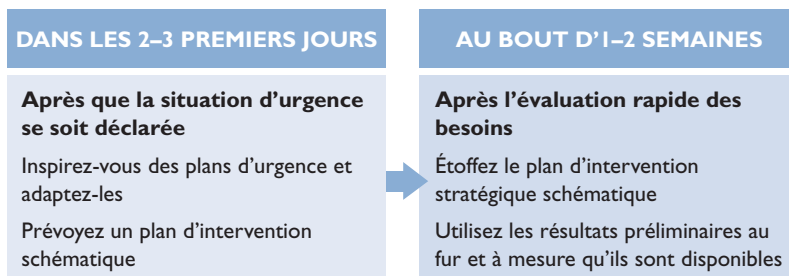 DANS LES 2–3 PREMIERS JOURS
Après que la situation d’urgence
se soit déclarée
Inspirez-vous des plans d’urgence et
adaptez-les
Prévoyez un plan d’intervention
schématique
AU BOUT D’1–2 SEMAINES
Après l’évaluation rapide des
besoins
Étoffez le plan d’intervention
stratégique schématique
Utilisez les résultats préliminaires au
fur et à mesure qu’ils sont disponibles